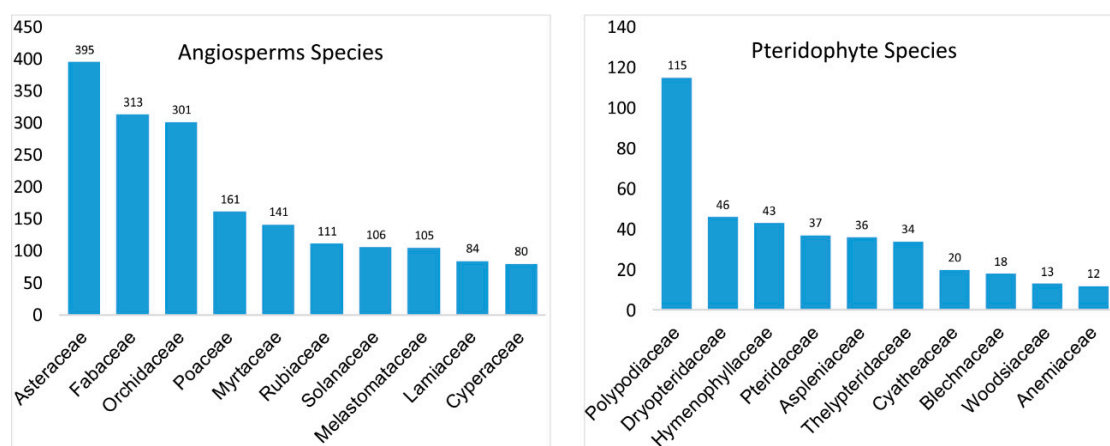 Angiosperms Species
450
400
350
300
250
200
150
100
50
0
395
313
301
161
141
111
106
105
84
80
Asteraceae
Fabaceae
Orchidaceae
Poaceae
Myrtaceae
Rubiaceae
Solanaceae
Melastomataceae
Lamiaceae
Cyperaceae
Pteridophyte Species
140
120
100
80
60
40
20
0
115
46
43
37
36
34
20
18
13
12
Polypodiaceae
Dryopteridaceae
Hymenophyllaceae
Pteridaceae
Aspleniaceae
Thelypteridaceae
Cyatheaceae
Blechnaceae
Woodsiaceae
Anemiaceae